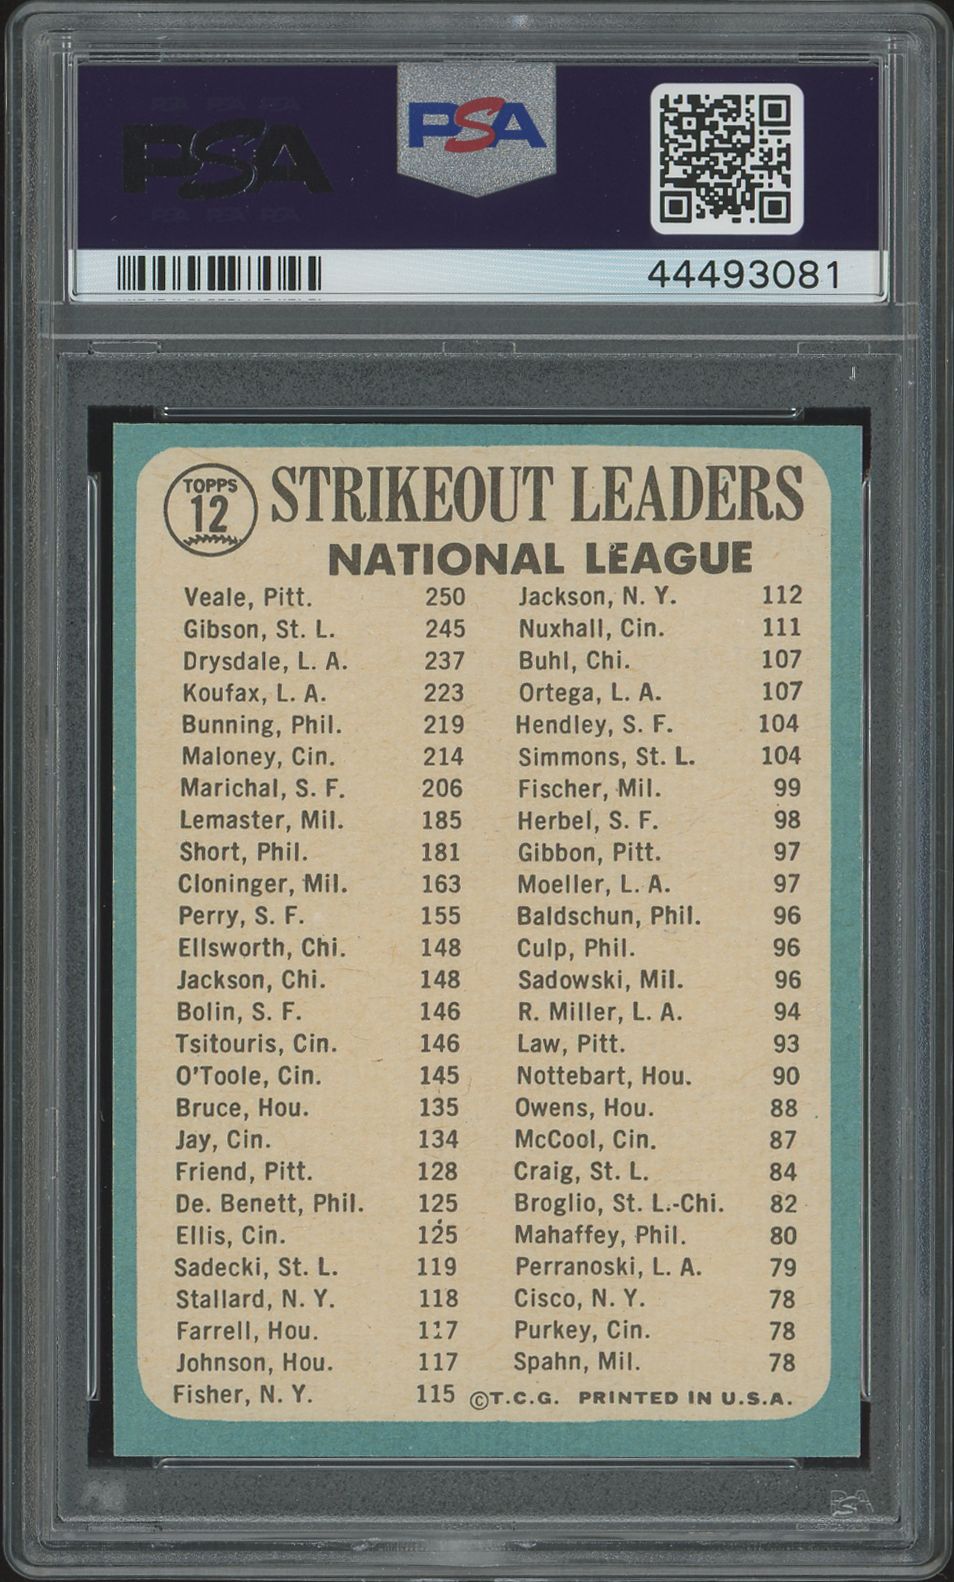 PSA
PSA
44493081
TOPPS
12
STRIKEOUT LEADERS
NATIONAL LEAGUE
Veale, Pitt. 250
Gibson, St. L. 245
Drysdale, L. A. 237
Koufax, L. A. 223
Bunning, Phil. 219
Maloney, Cin. 214
Marichal, S. F. 206
Lemaster, Mil. 185
Short, Phil. 181
Cloninger, Mil. 163
Perry, S. F. 155
Ellsworth, Chi. 148
Jackson, Chi. 148
Bolin, S. F. 146
Tsitouris, Cin. 146
O'Toole, Cin. 145
Bruce, Hou. 135
Jay, Cin. 134
Friend, Pitt. 128
De. Benett, Phil. 125
Ellis, Cin. 125
Sadecki, St. L. 119
Stallard, N. Y. 118
Farrell, Hou. 117
Johnson, Hou. 117
Fisher, N. Y. 115
Jackson, N. Y. 112
Nuxhall, Cin. 111
Buhl, Chi. 107
Ortega, L. A. 107
Hendley, S. F. 104
Simmons, St. L. 104
Fischer, Mil. 99
Herbel, S. F. 98
Gibbon, Pitt. 97
Moeller, L. A. 97
Baldschun, Phil. 96
Culp, Phil. 96
Sadowski, Mil. 96
R. Miller, L. A. 94
Law, Pitt. 93
Nottebart, Hou. 90
Owens, Hou. 88
McCool, Cin. 87
Craig, St. L. 84
Broglio, St. L.-Chi. 82
Mahaffey, Phil. 80
Perranoski, L. A. 79
Cisco, N. Y. 78
Purkey, Cin. 78
Spahn, Mil. 78
©T.C.G. PRINTED IN U.S.A.
PSA